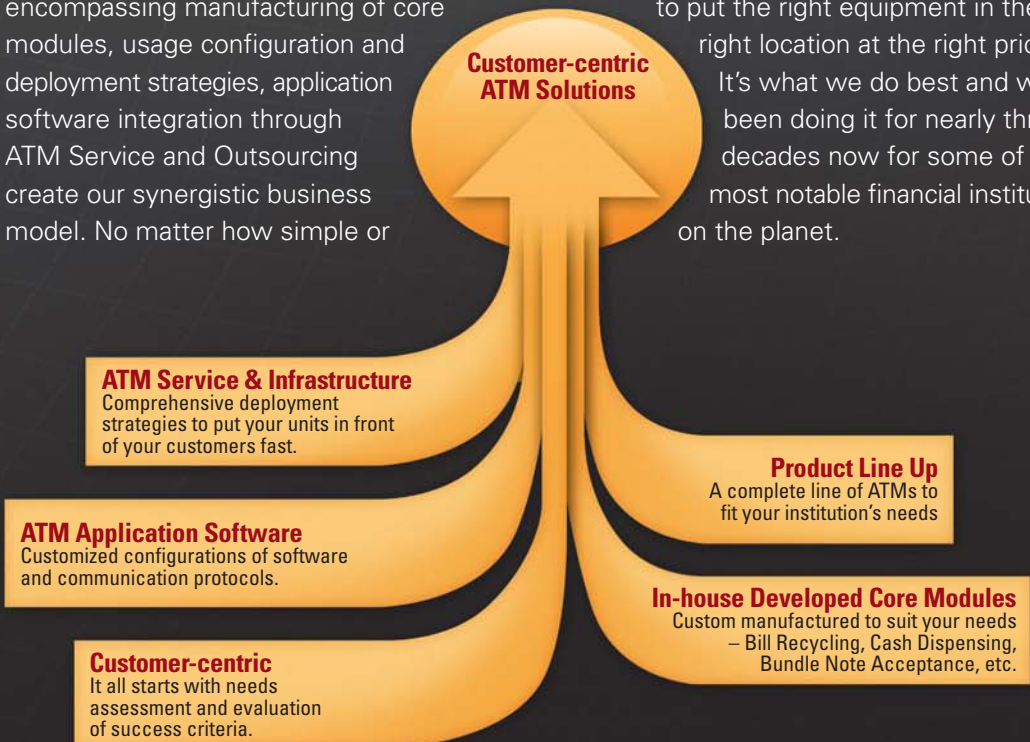 encompassing manufacturing of core
modules, usage configuration and
deployment strategies, application
software integration through
ATM Service and Outsourcing
create our synergistic business
model. No matter how simple or
to put the right equipment in the
right location at the right
It's what we do best and
been doing it for nearly
decades now for some of
most notable financial
on the planet.
Customer-centric
ATM Solutions
ATM Service & Infrastructure
Comprehensive deployment
strategies to put your units in front
of your customers fast.
ATM Application Software
Customized configurations of software
and communication protocols.
Customer-centric
It all starts with needs
assessment and evaluation
of success criteria.
Product Line Up
A complete line of ATMs to
fit your institution's needs
In-house Developed Core Modules
Custom manufactured to suit your needs
– Bill Recycling, Cash Dispensing,
Bundle Note Acceptance, etc.